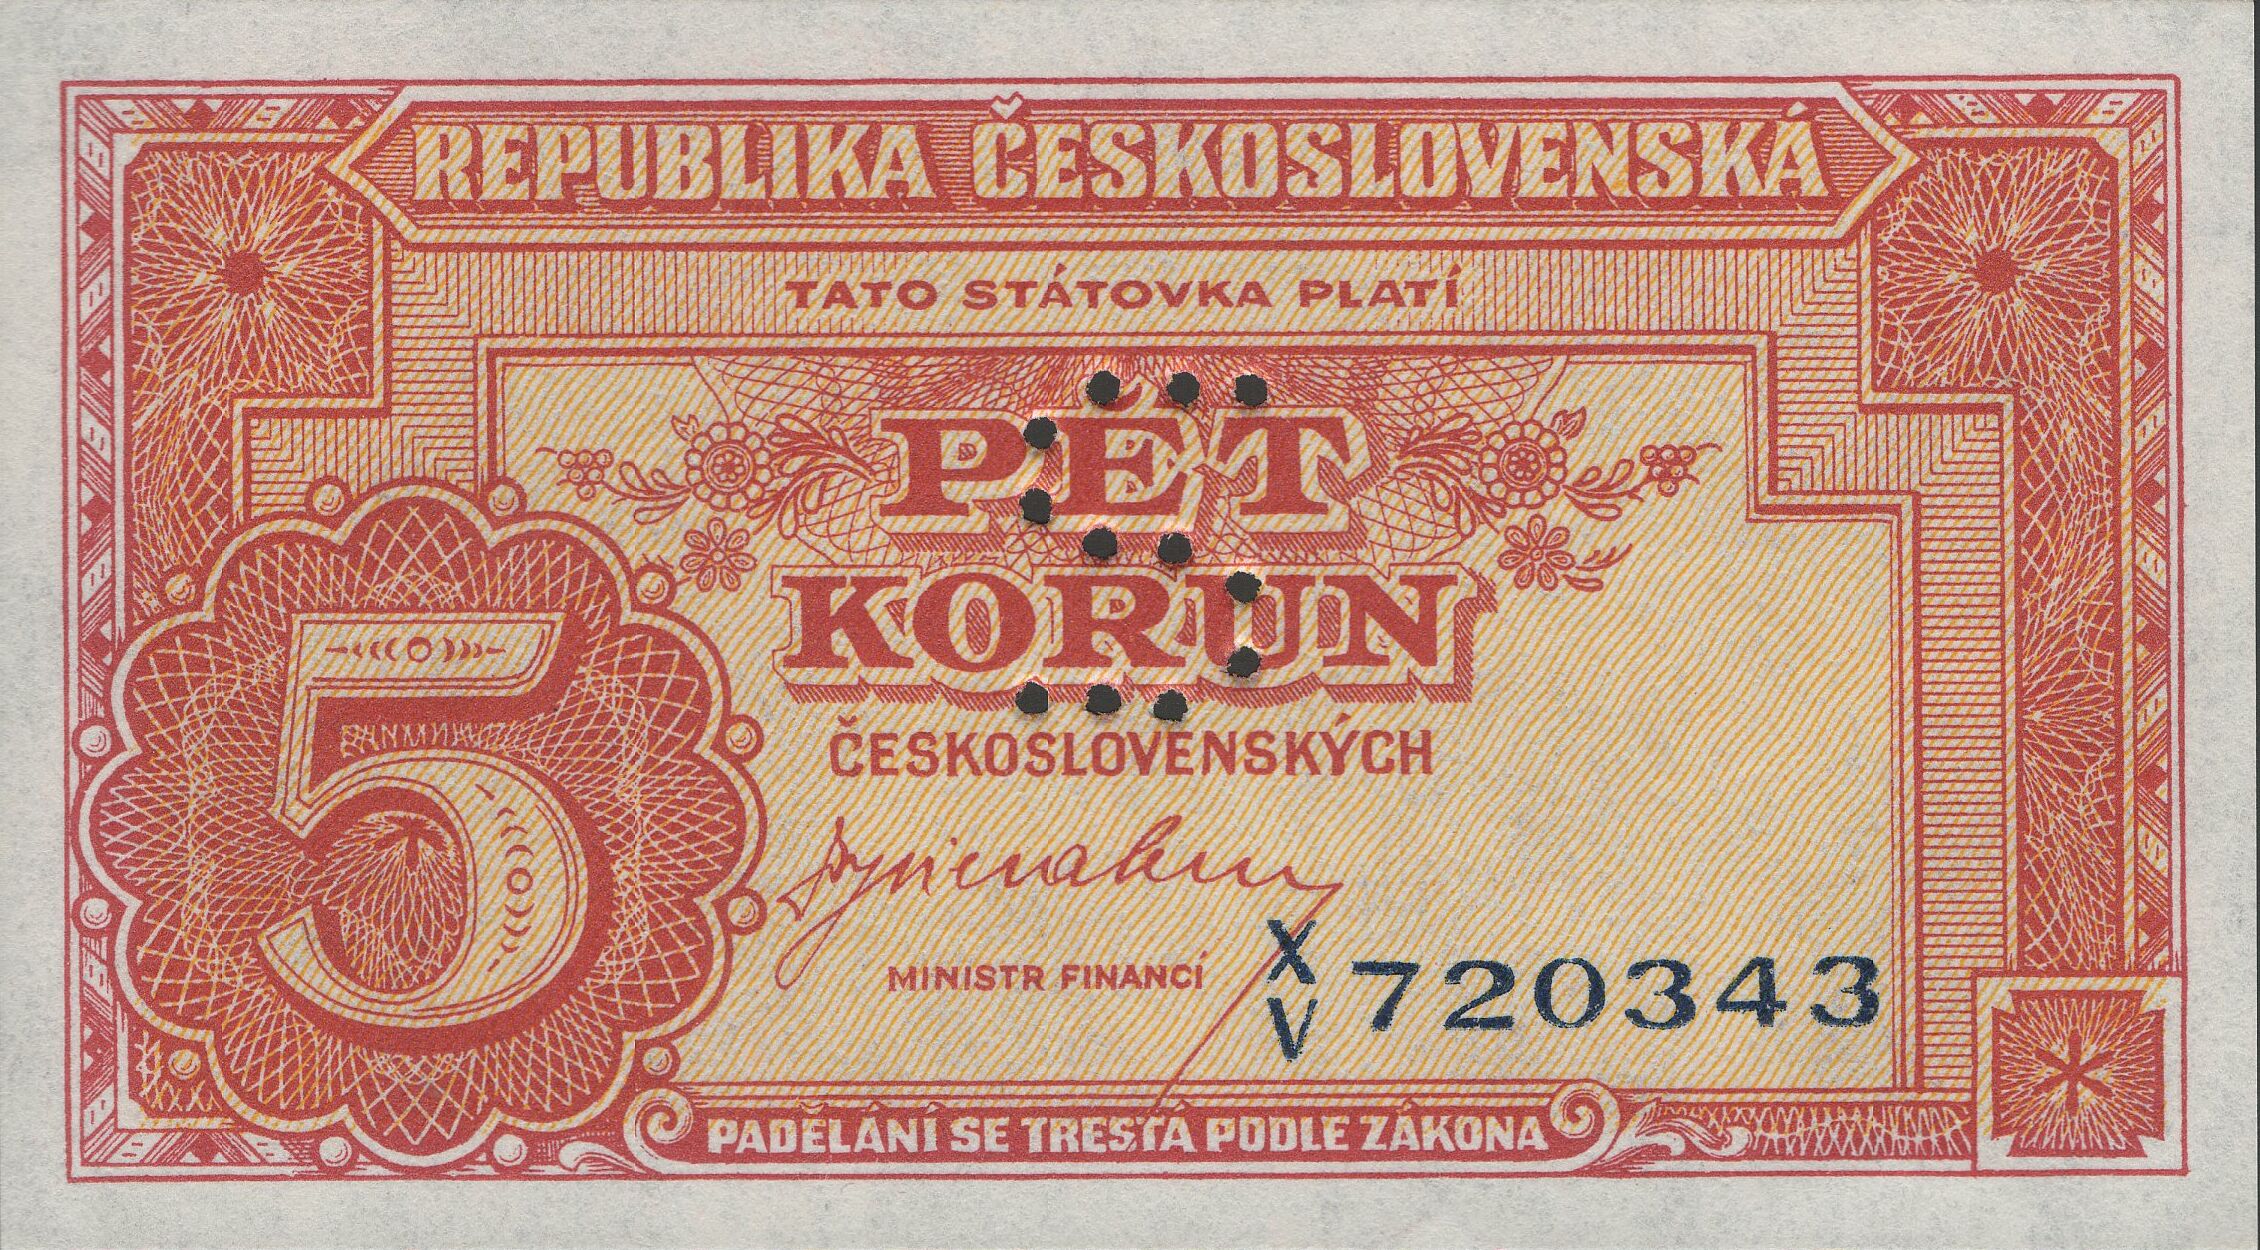 REPUBLIKA ČESKOSLOVENSKÁ
TATO STÁTOVKA PLATÍ
PĚT
KORUN
ČESKOSLOVENSKÝCH
5
MINISTR FINANCÍ
X
V 720343
PADĚLÁNÍ SE TRESTÁ PODLE ZÁKONA
S